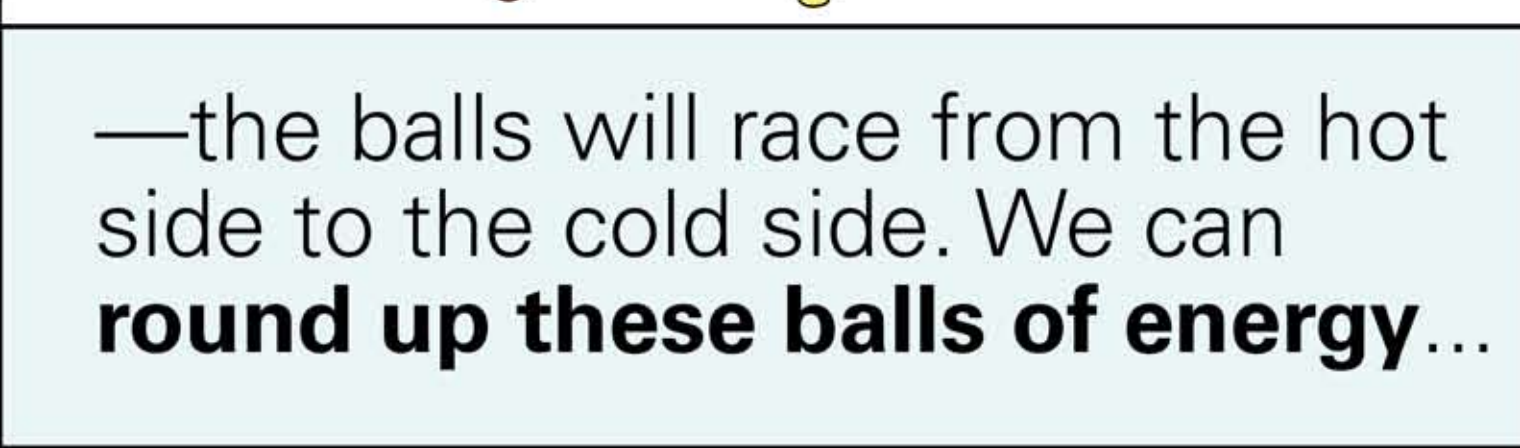 —the balls will race from the hot
side to the cold side. We can
round up these balls of energy...